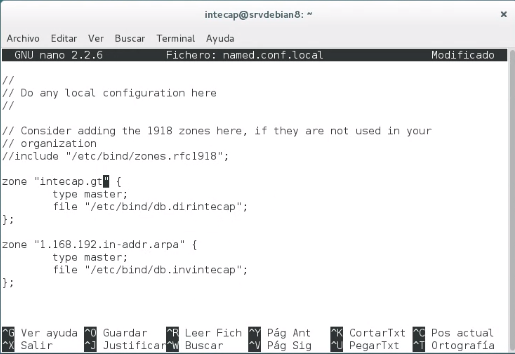 intecap@srvdebian8: ~
Archivo Editar Ver Buscar Terminal Ayuda
GNU nano 2.2.6 Fichero: named.conf.local Modificado
//
// Do any local configuration here
//
// Consider adding the 1918 zones here, if they are not used in your
// organization
//include "/etc/bind/zones.rfc1918";
zone "intecap.gt" {
type master;
file "/etc/bind/db.dirintecap";
};
zone "1.168.192.in-addr.arpa" {
type master;
file "/etc/bind/db.invintecap";
};
^G Ver ayuda ^O Guardar ^R Leer Fich ^Y Pág Ant ^K CortarTxt ^C Pos actual
^X Salir ^J Justificar ^W Buscar ^V Pág Sig ^U PegarTxt ^T Ortografía